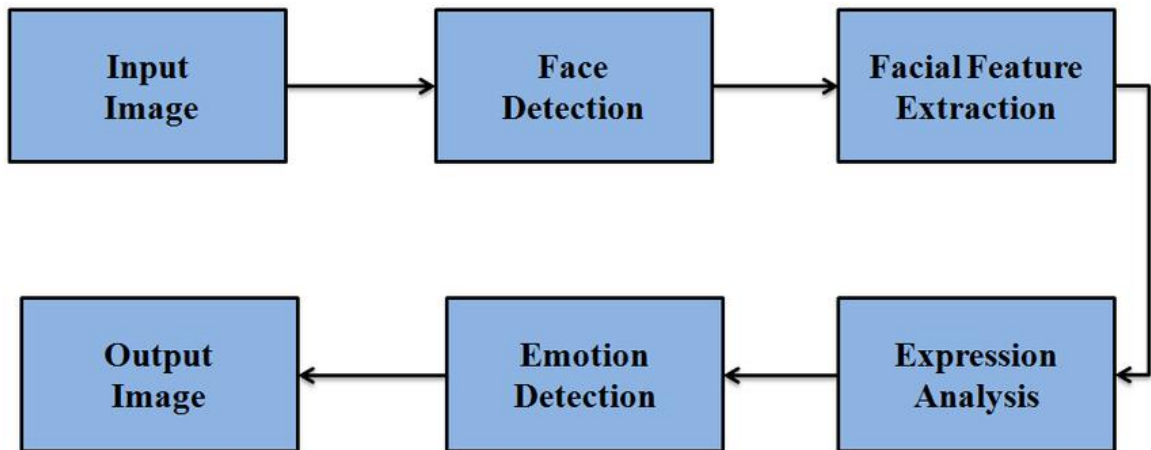 Input
Image
Face
Detection
Facial Feature
Extraction
Expression
Analysis
Emotion
Detection
Output
Image